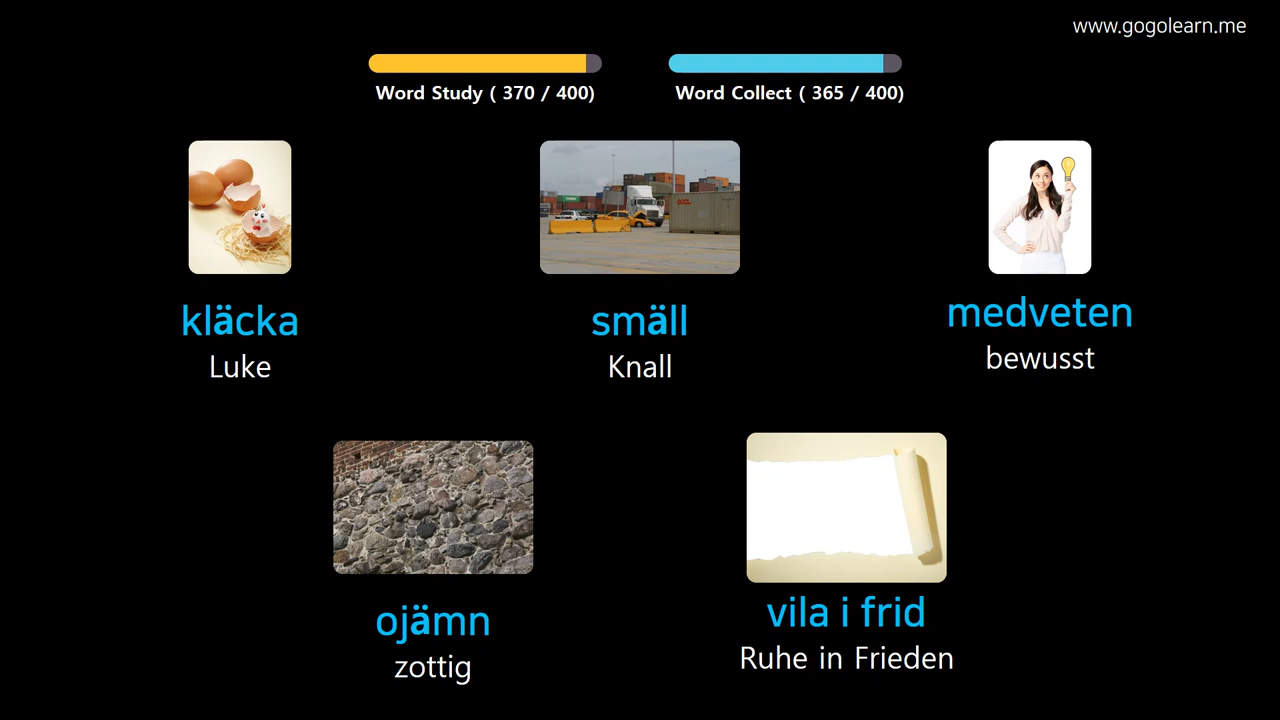 www.gogolearn.me
Word Study ( 370 / 400)
Word Collect ( 365 / 400)
kläcka
Luke
smäll
Knall
medveten
bewusst
ojämn
zottig
vila i frid
Ruhe in Frieden